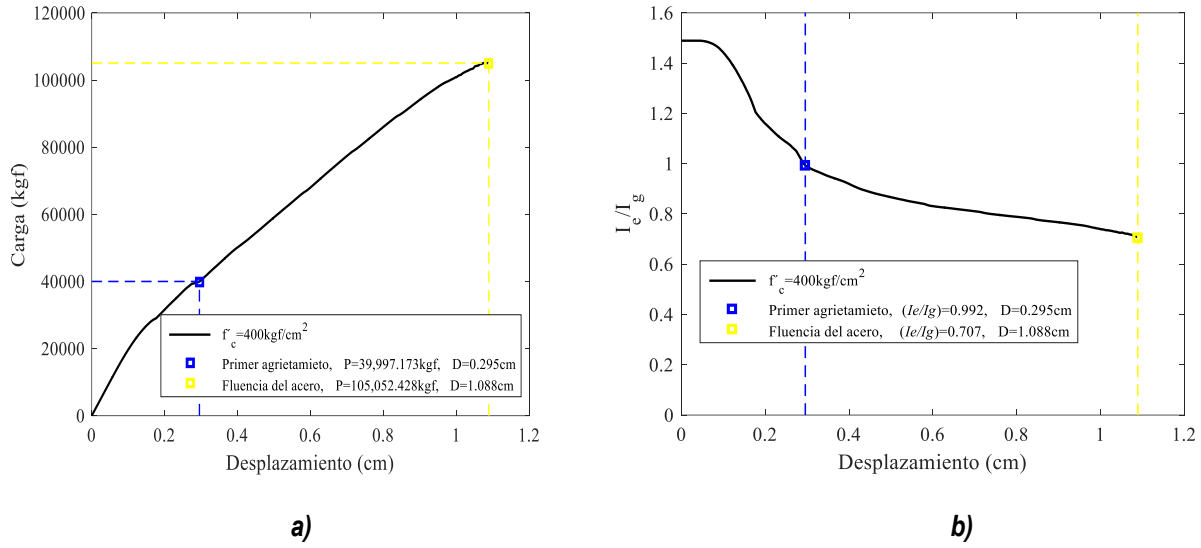 120000
100000
80000
60000
40000
20000
0
Carga (kgf)
f´c=400kgf/cm2
Primer agrietamieto, P=39,997.173kgf, D=0.295cm
Fluencia del acero, P=105,052.428kgf, D=1.088cm
0 0.2 0.4 0.6 0.8 1 1.2
Desplazamiento (cm)
a)
1.6
1.4
1.2
1
0.8
0.6
0.4
0.2
0
Ie/Ig
f´c=400kgf/cm2
Primer agrietamieto, (Ie/Ig)=0.992, D=0.295cm
Fluencia del acero, (Ie/Ig)=0.707, D=1.088cm
0 0.2 0.4 0.6 0.8 1 1.2
Desplazamiento (cm)
b)